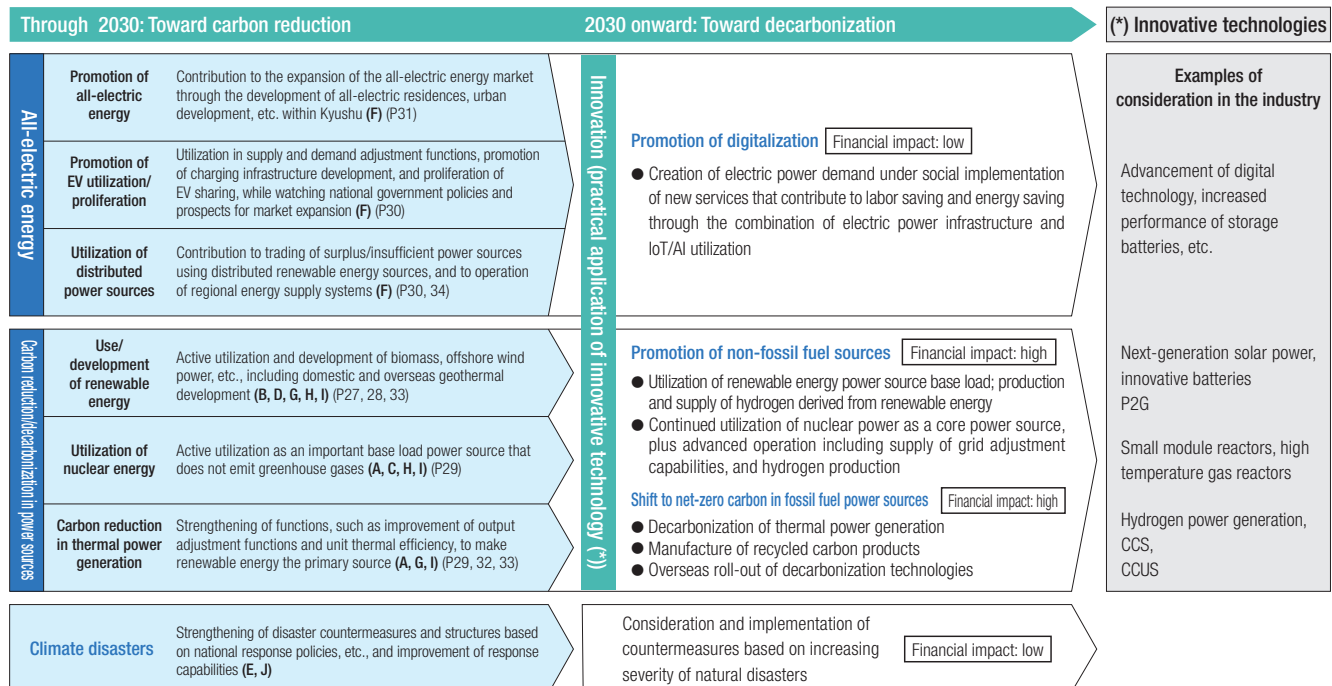 Through 2030: Toward carbon reduction
2030 onward: Toward decarbonization
(*) Innovative technologies
All-electric energy
Promotion of
all-electric
energy
Contribution to the expansion of the all-electric energy market
through the development of all-electric residences, urban
development, etc. within Kyushu (F) (P31)
Promotion of
EV utilization/
proliferation
Utilization in supply and demand adjustment functions, promotion
of charging infrastructure development, and proliferation of
EV sharing, while watching national government policies and
prospects for market expansion (F) (P30)
Utilization of
distributed
power sources
Contribution to trading of surplus/insufficient power sources
using distributed renewable energy sources, and to operation
of regional energy supply systems (F) (P30, 34)
Carbon reduction/decarbonization in power sources
Use/
development
of renewable
energy
Active utilization and development of biomass, offshore wind
power, etc., including domestic and overseas geothermal
development (B, D, G, H, I) (P27, 28, 33)
Utilization of
nuclear energy
Active utilization as an important base load power source that
does not emit greenhouse gases (A, C, H, I) (P29)
Carbon reduction
in thermal power
generation
Strengthening of functions, such as improvement of output
adjustment functions and unit thermal efficiency, to make
renewable energy the primary source (A, G, I) (P29, 32, 33)
Climate disasters
Strengthening of disaster countermeasures and structures based
on national response policies, etc., and improvement of response
capabilities (E, J)
Innovation (practical application of innovative technology (*))
Promotion of digitalization
Financial impact: low
● Creation of electric power demand under social implementation
of new services that contribute to labor saving and energy saving
through the combination of electric power infrastructure and
IoT/AI utilization
Promotion of non-fossil fuel sources
Financial impact: high
● Utilization of renewable energy power source base load; production
and supply of hydrogen derived from renewable energy
● Continued utilization of nuclear power as a core power source,
plus advanced operation including supply of grid adjustment
capabilities, and hydrogen production
Shift to net-zero carbon in fossil fuel power sources
Financial impact: high
● Decarbonization of thermal power generation
● Manufacture of recycled carbon products
● Overseas roll-out of decarbonization technologies
Consideration and implementation of
countermeasures based on increasing
severity of natural disasters
Financial impact: low
Examples of
consideration in the industry
Advancement of digital
technology, increased
performance of storage
batteries, etc.
Next-generation solar power,
innovative batteries
P2G
Small module reactors, high
temperature gas reactors
Hydrogen power generation,
CCS,
CCUS